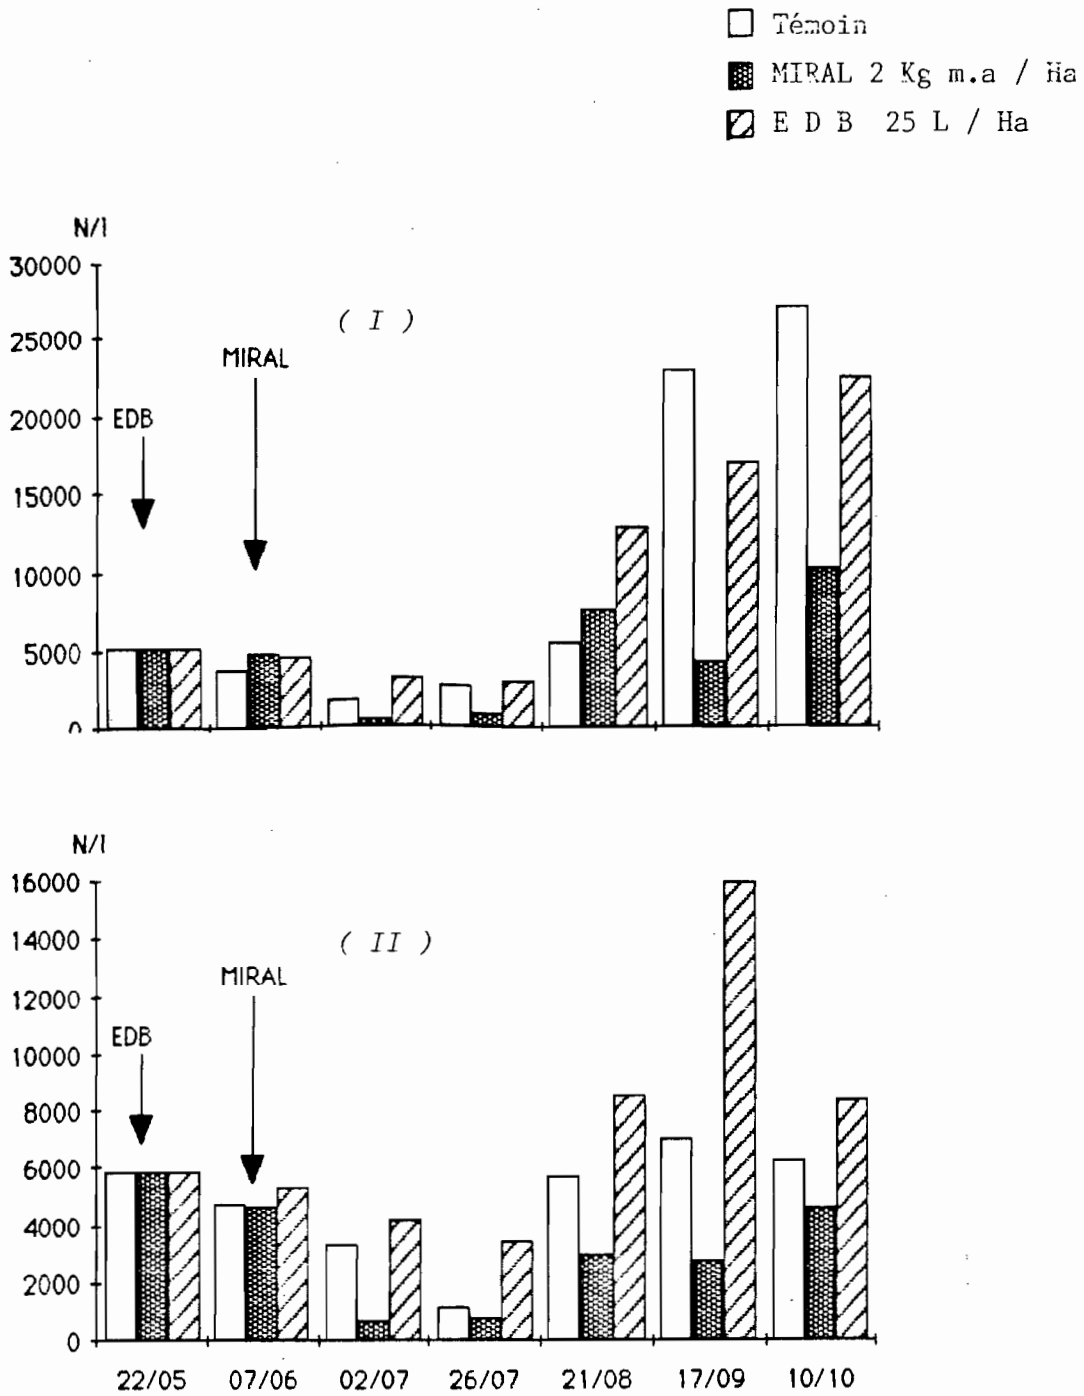 Témoin
MIRAL 2 Kg m.a / Ha
E D B 25 L / Ha
N/l
30000
( I )
25000
MIRAL
20000
EDB
15000
10000
5000
0
N/l
16000
14000
( II )
MIRAL
12000
EDB
10000
8000
6000
4000
2000
0
22/05 07/06 02/07 26/07 21/08 17/09 10/10